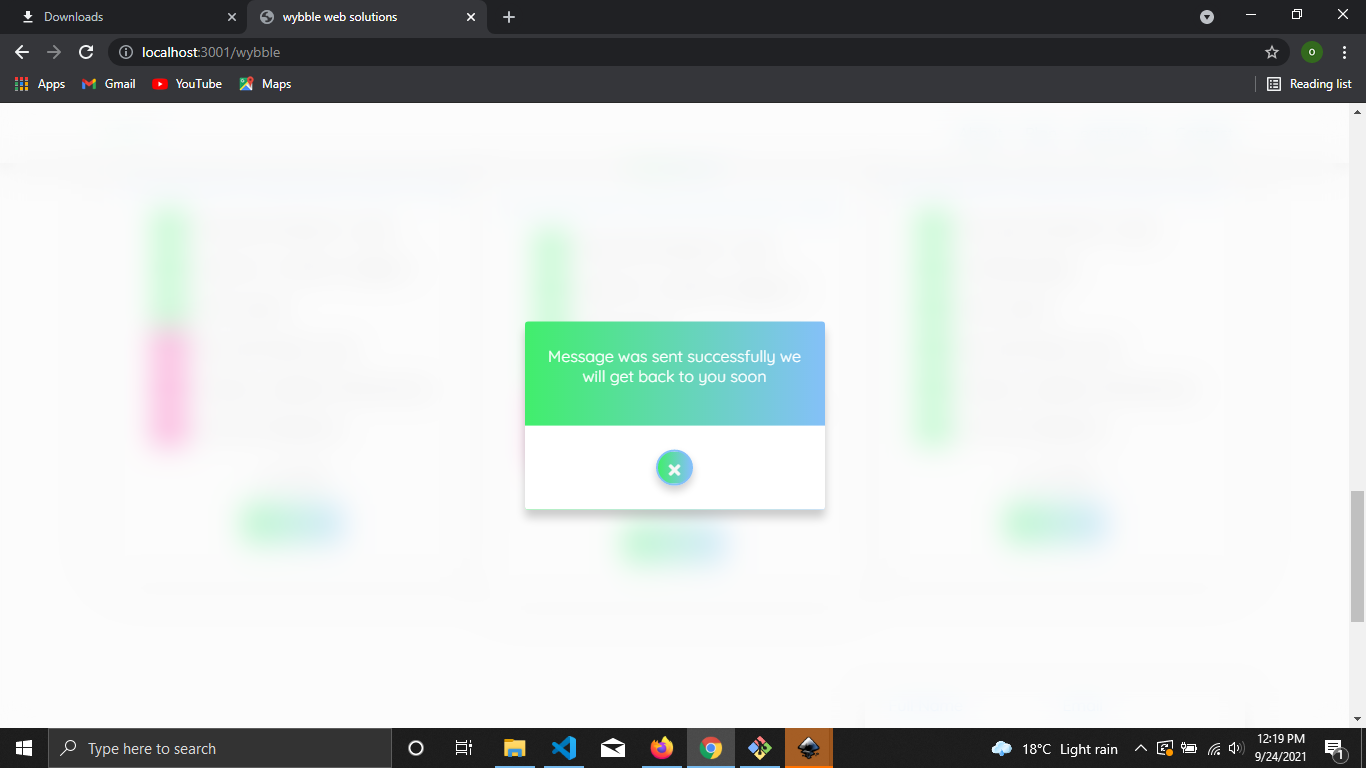 Downloads
wybble web solutions
localhost:3001/wybble
o
Apps
Gmail
YouTube
Maps
Reading list
Message was sent successfully we
will get back to you soon
Type here to search
18°C Light rain
12:19 PM
9/24/2021
1